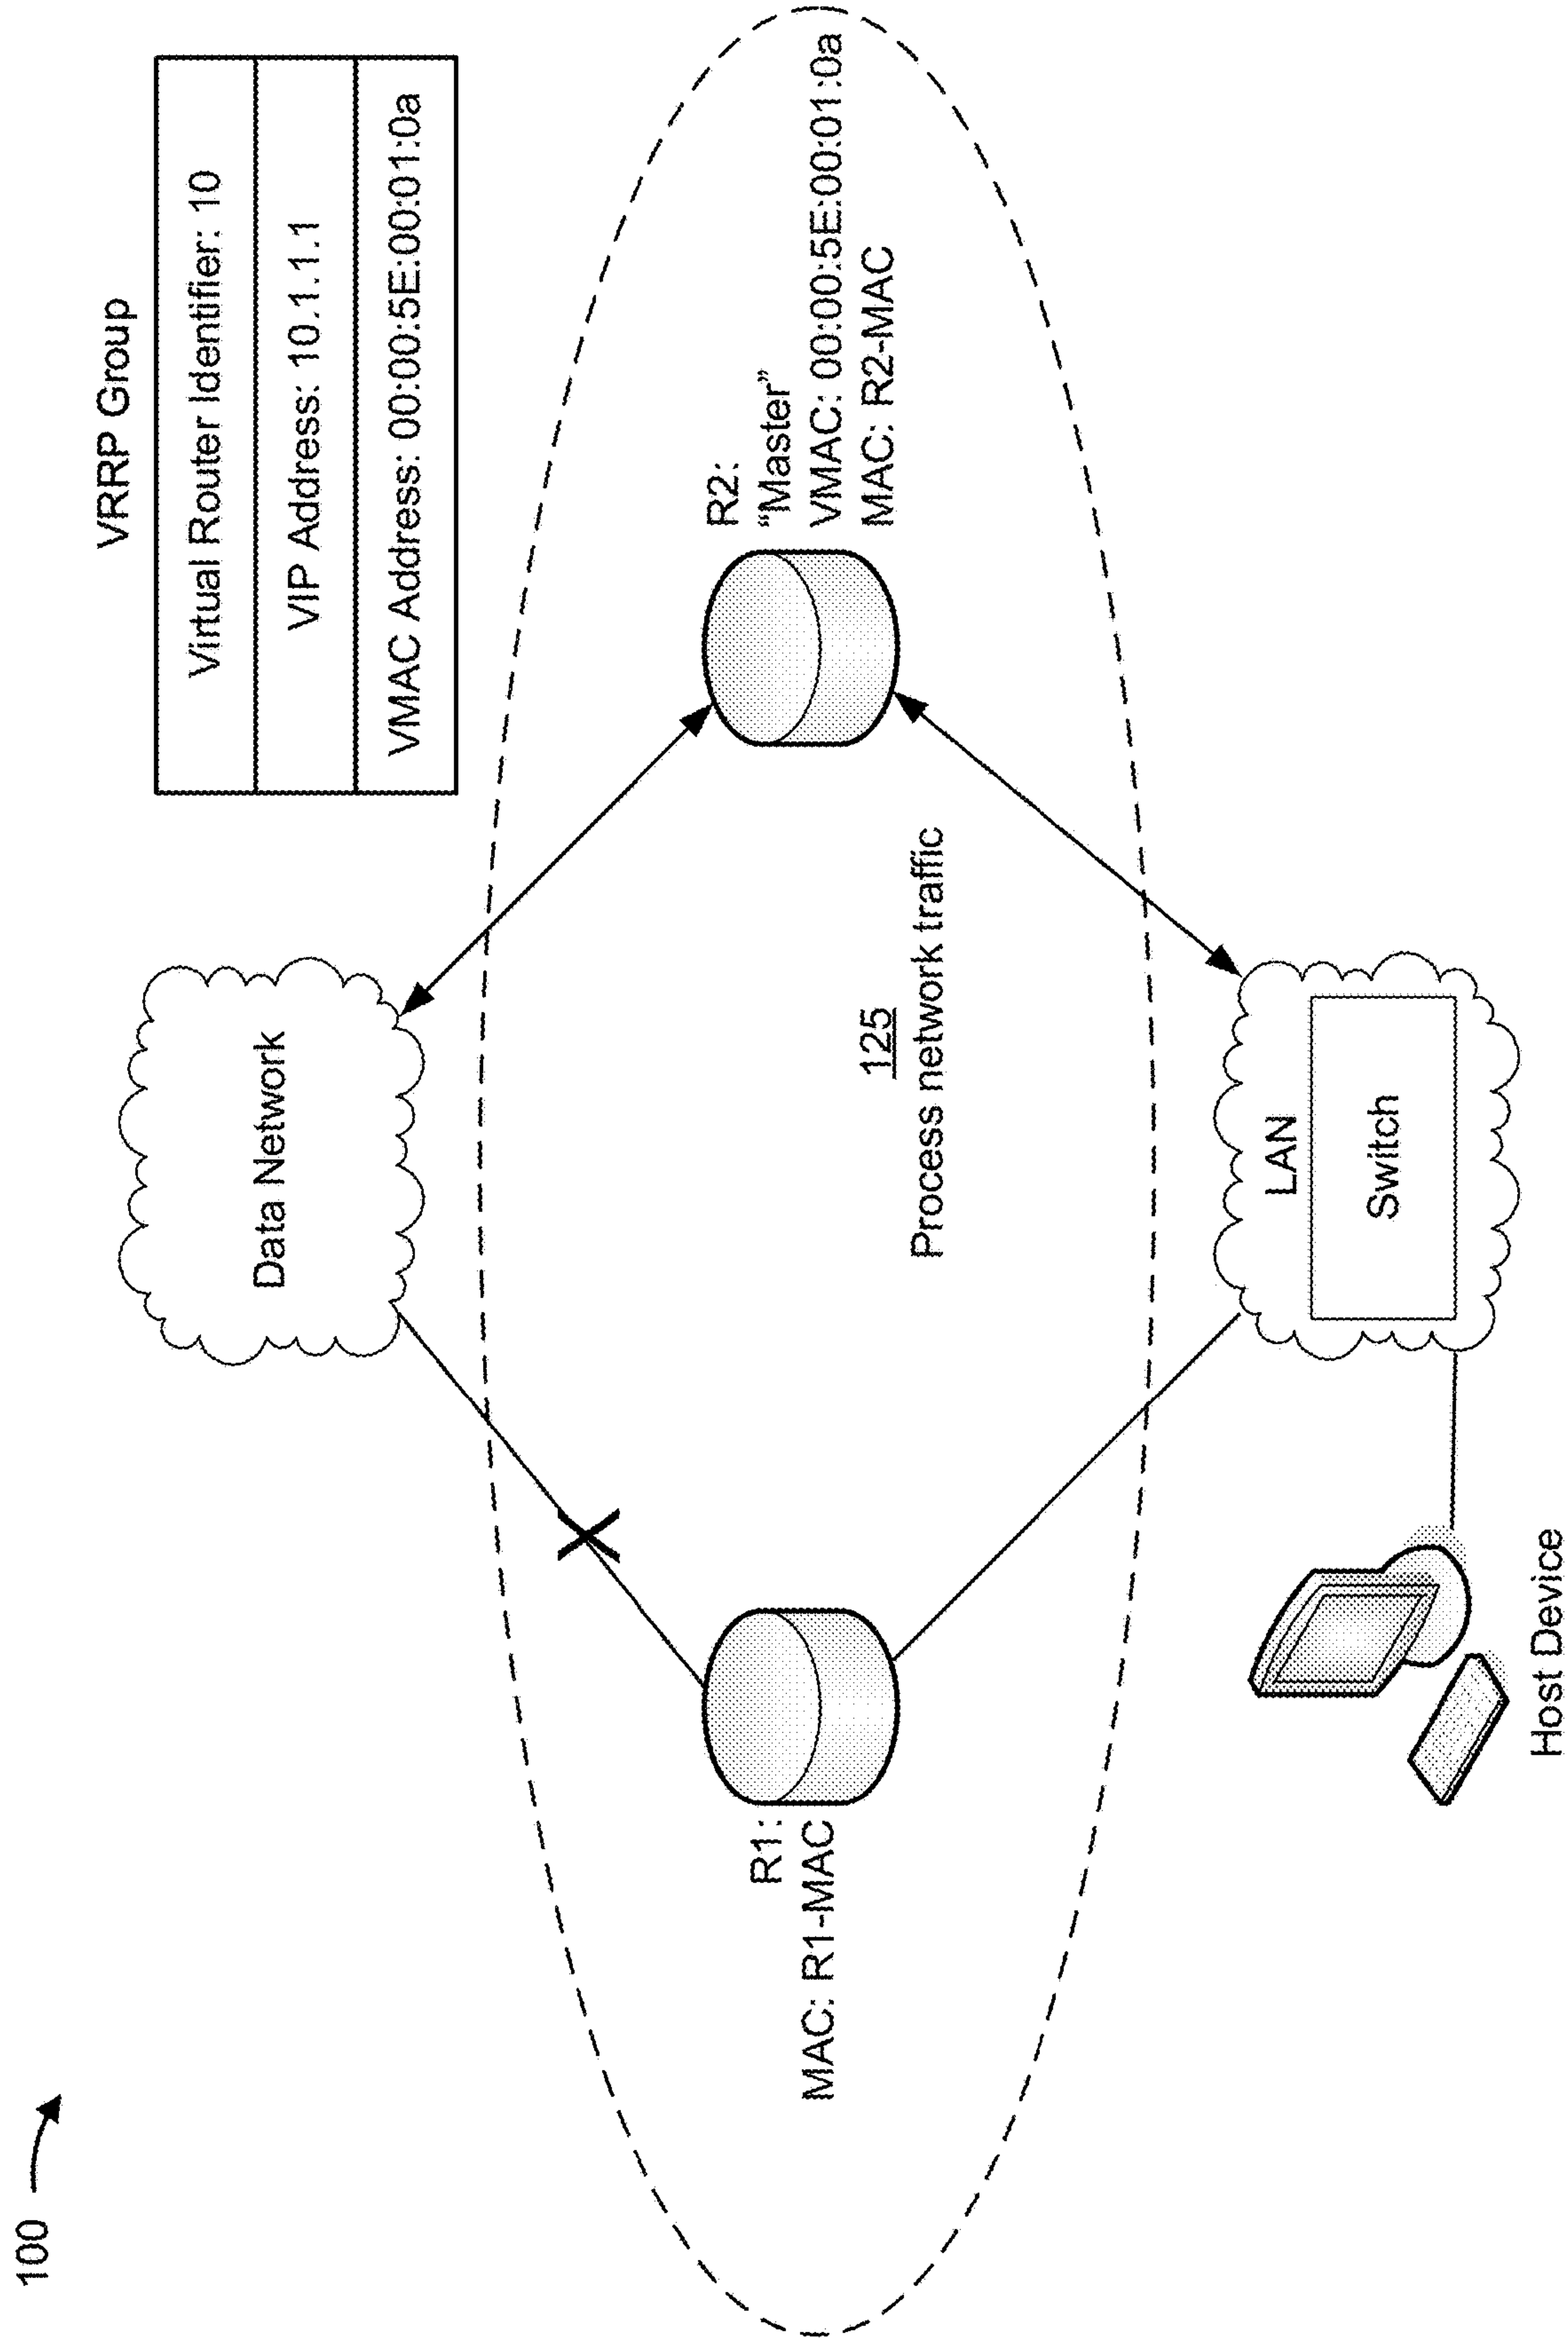 100
VRRP Group
Virtual Router Identifier: 10
VIP Address: 10.1.1.1
VMAC Address: 00:00:5E:00:01:0a
Data Network
R1:
MAC: R1-MAC
R2:
“Master”
VMAC: 00:00:5E:00:01:0a
MAC: R2-MAC
125
Process network traffic
LAN
Switch
Host Device